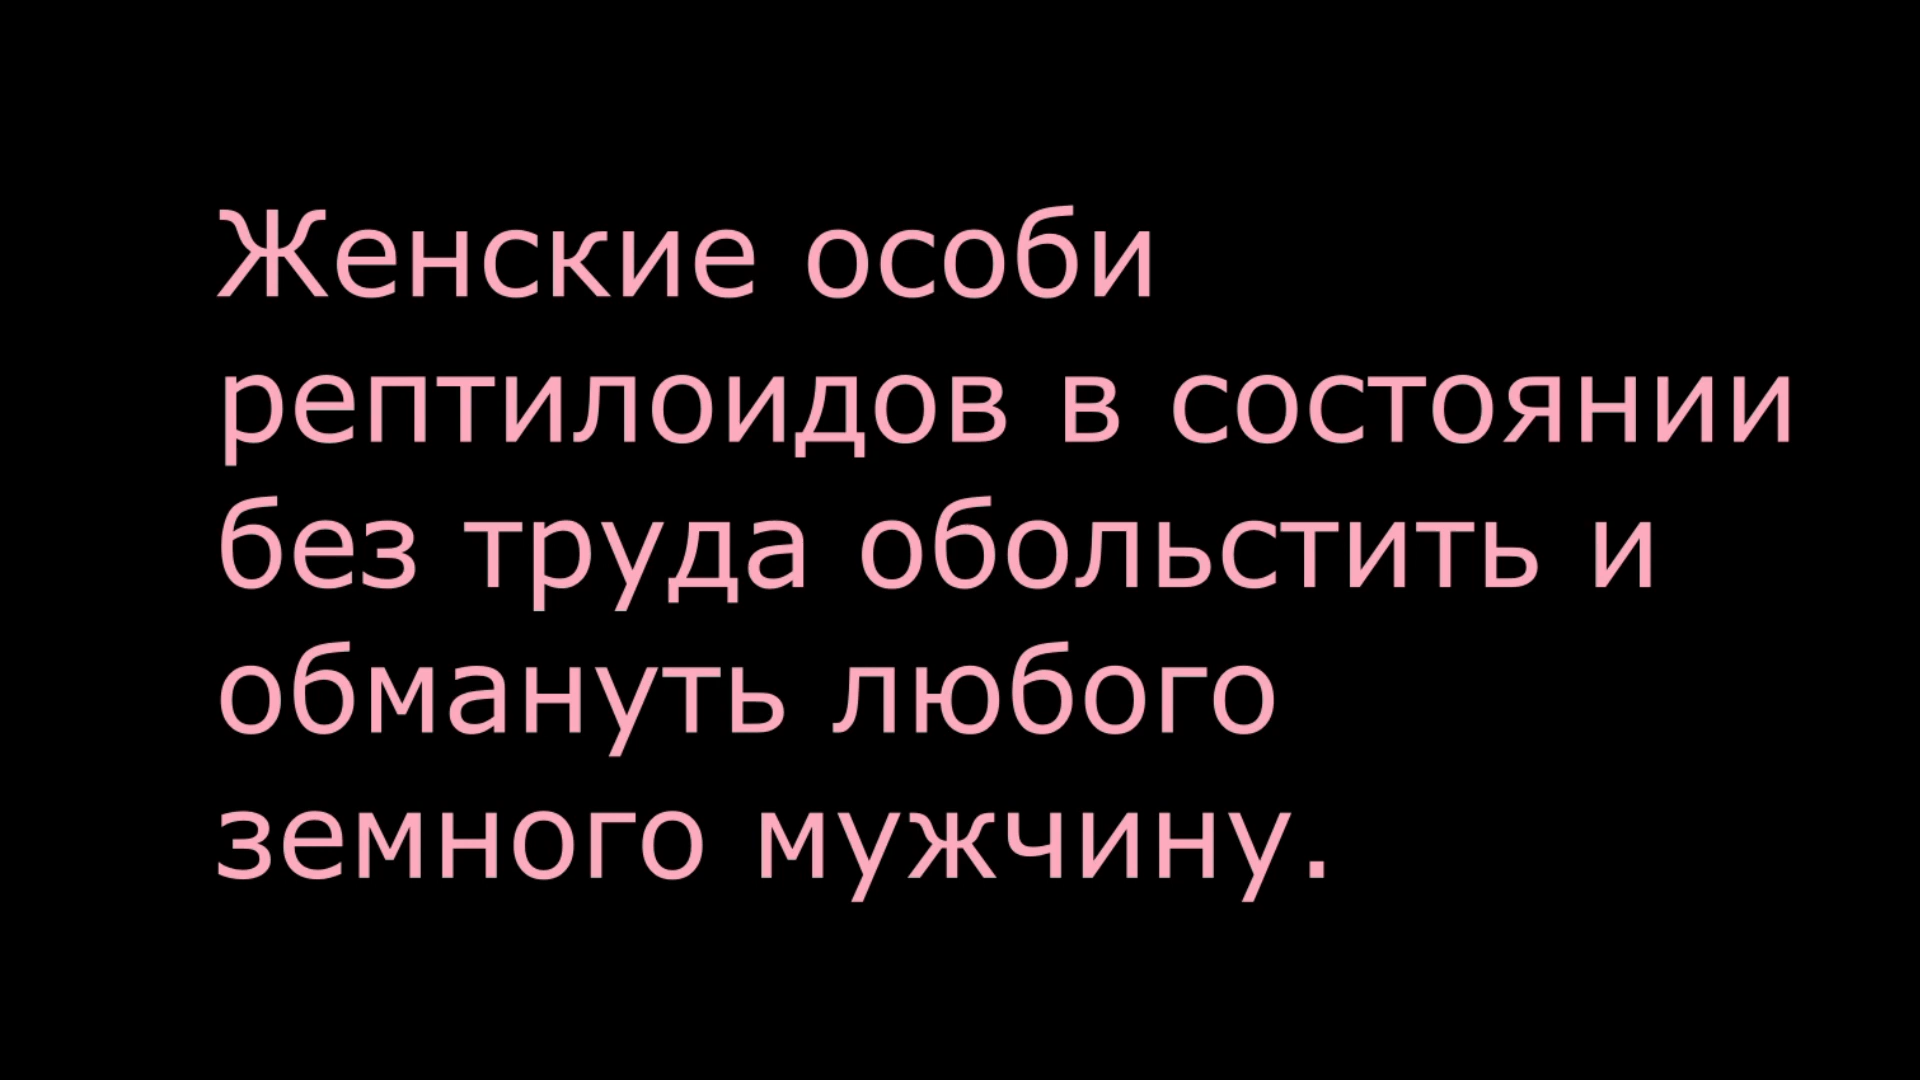 Женские особи
рептилоидов в состоянии
без труда обольстить и
обмануть любого
земного мужчину.